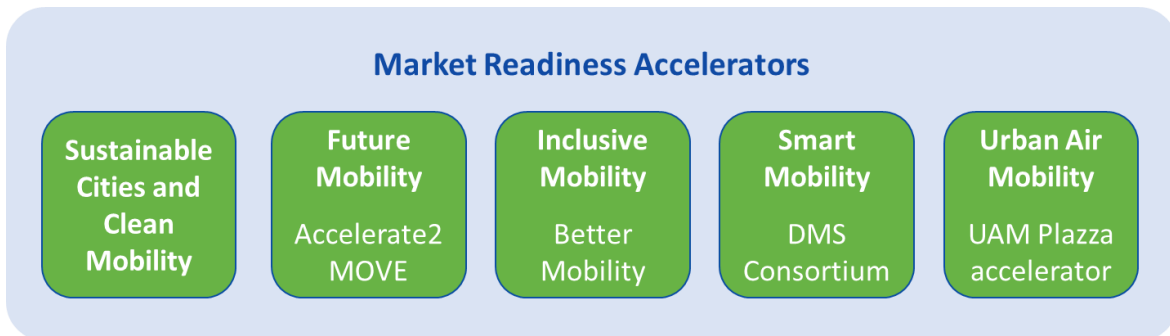 Market Readiness Accelerators
Sustainable
Cities and
Clean
Mobility
Future
Mobility
Accelerate2
MOVE
Inclusive
Mobility
Better
Mobility
Smart
Mobility
DMS
Consortium
Urban Air
Mobility
UAM Plazza
accelerator